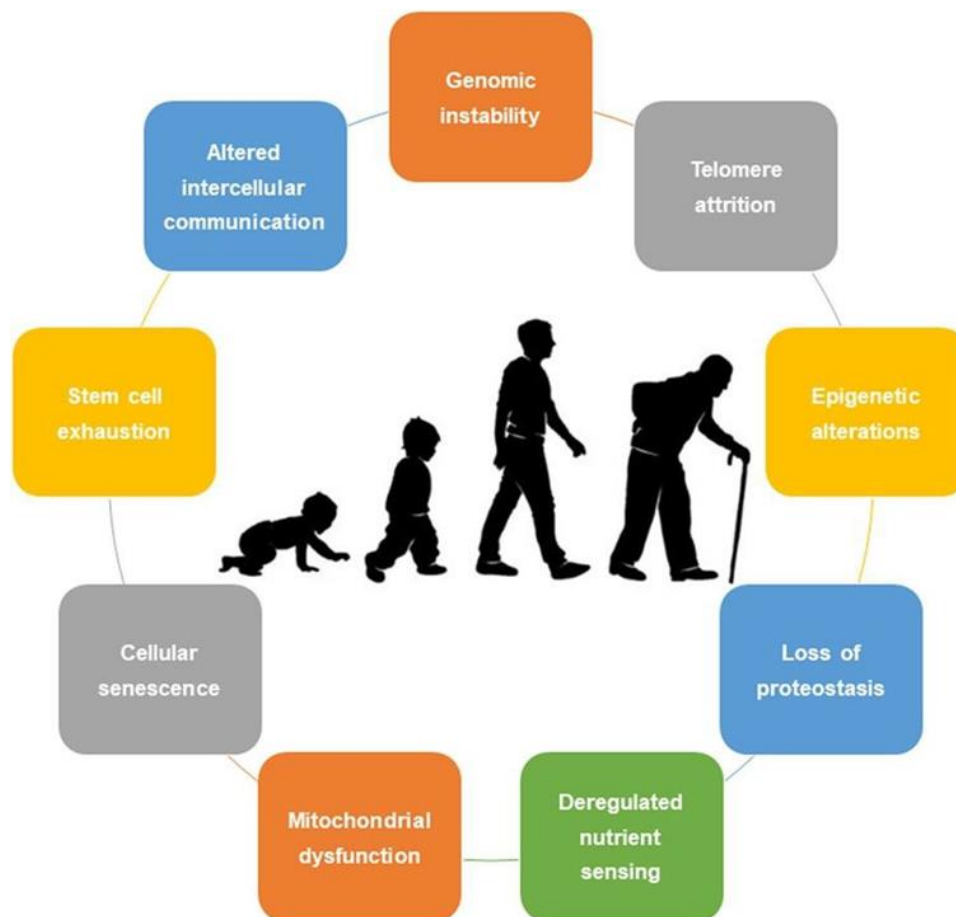 Genomic
instability
Telomere
attrition
Epigenetic
alterations
Loss of
proteostasis
Deregulated
nutrient
sensing
Mitochondrial
dysfunction
Cellular
senescence
Stem cell
exhaustion
Altered
intercellular
communication